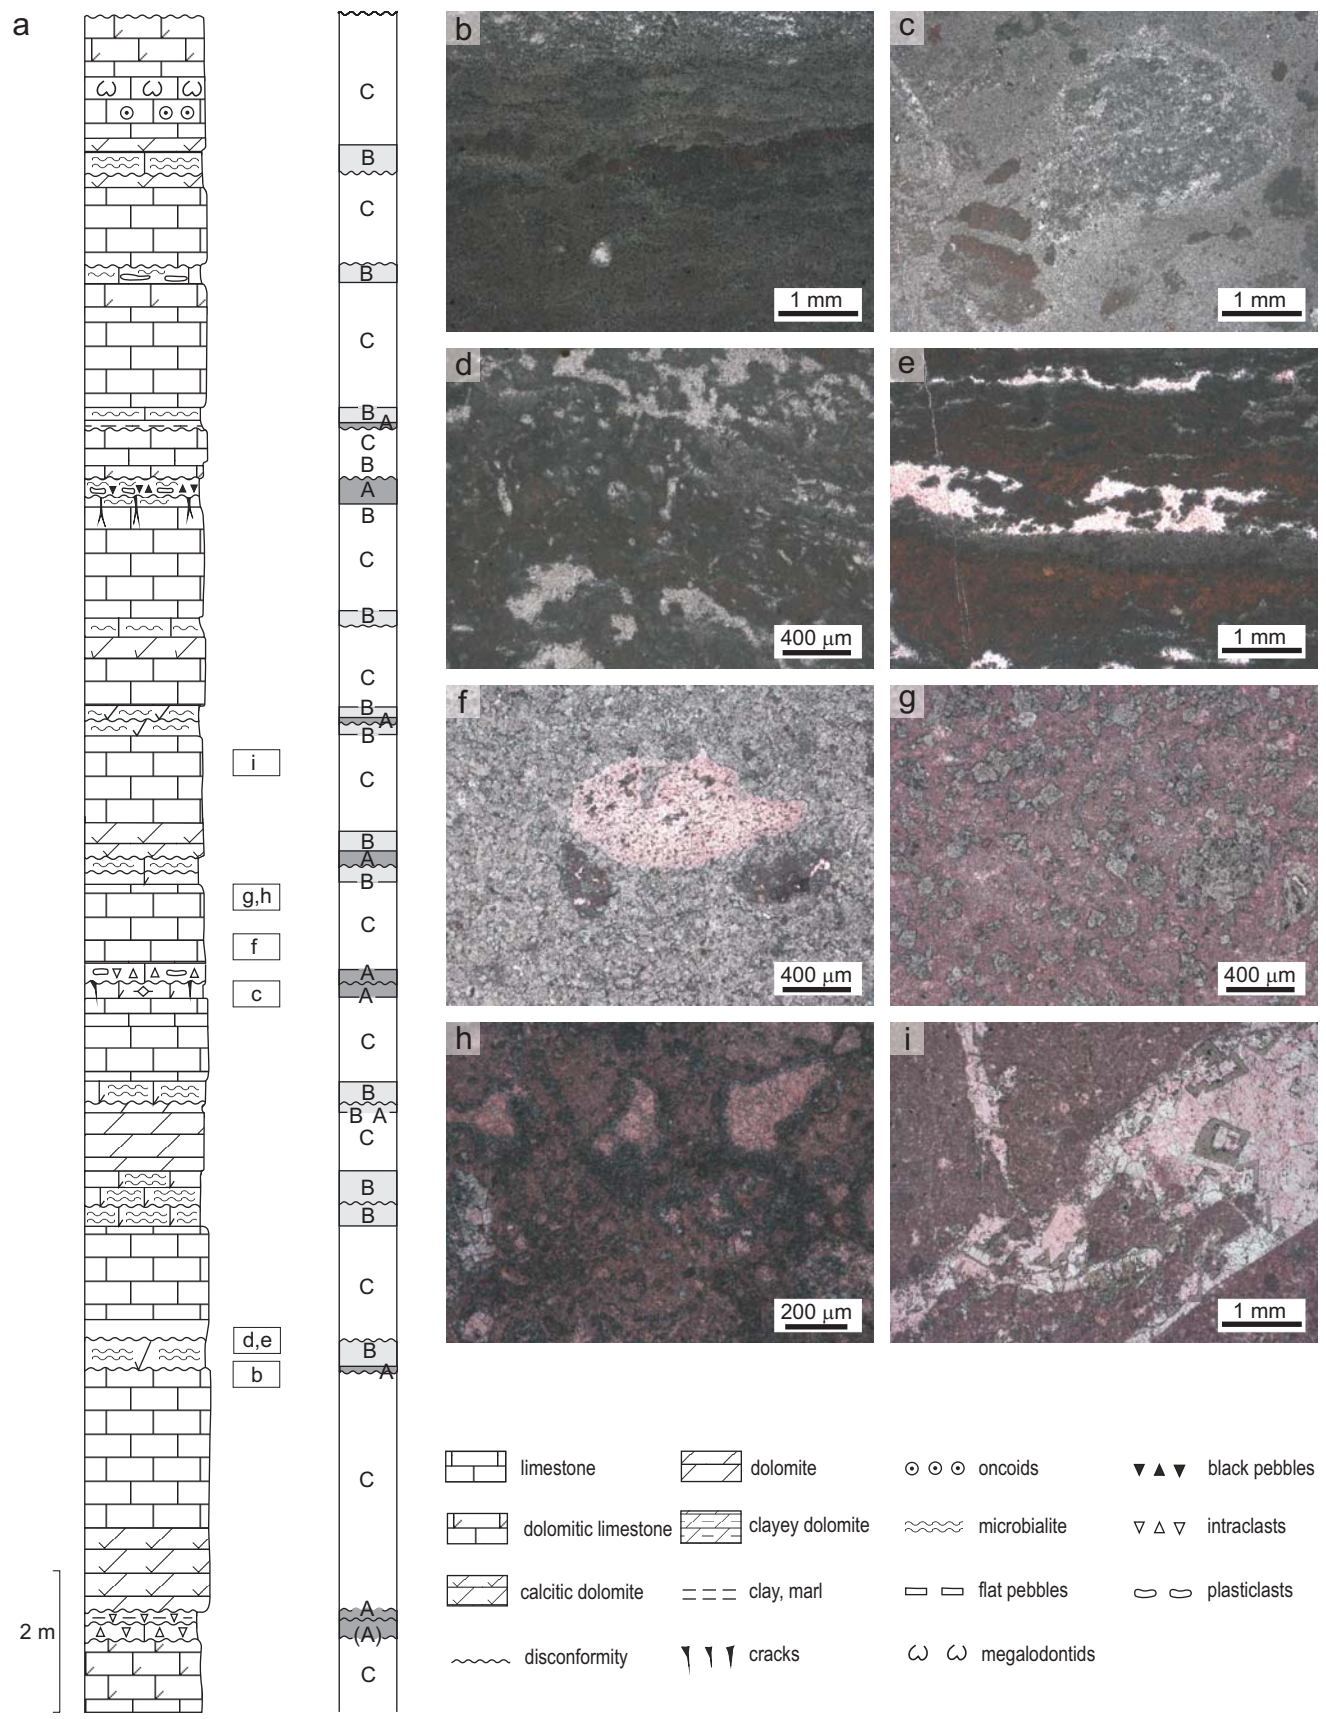 a
C
B
C
B
C
B
A
C
B
A
B
C
B
C
B
A
B
C
B
A
B
C
A
A
C
B
B A
C
B
B
C
B
A
C
A
(A)
C
i
g,h
f
c
d,e
b
2 m
b
1 mm
c
1 mm
d
400 µm
e
1 mm
f
400 µm
g
400 µm
h
200 µm
i
1 mm
limestone
dolomite
oncoids
black pebbles
dolomitic limestone
clayey dolomite
microbialite
intraclasts
calcitic dolomite
clay, marl
flat pebbles
plasticlasts
disconformity
cracks
megalodontids